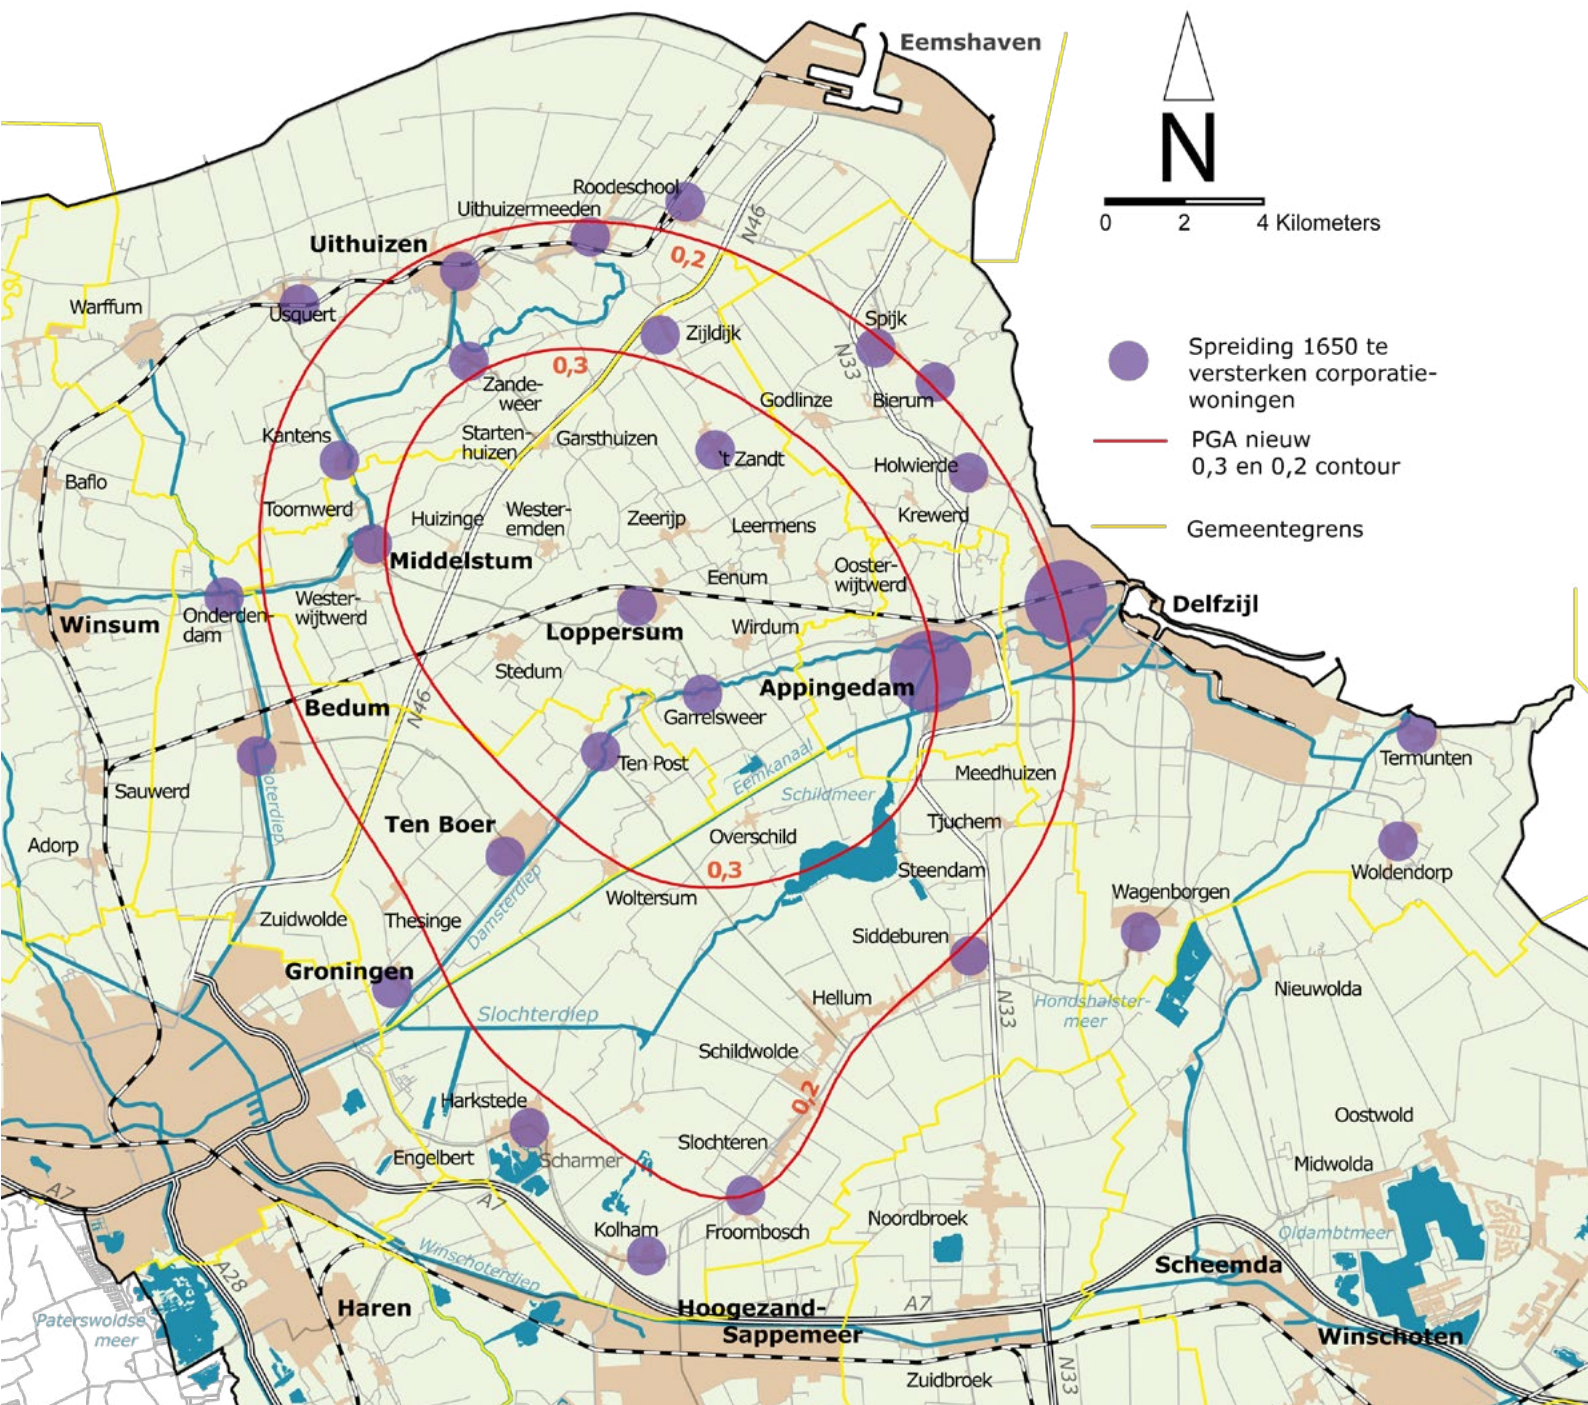 Eemshaven
N
0 2 4 Kilometers
Spreiding 1650 te
versterken corporatie-
woningen
PGA nieuw
0,3 en 0,2 contour
Gemeentegrens
Roodeschool
Uithuizermeeden
N46
Uithuizen
0,2
Warffum
Usquert
Zijldijk
Spijk
N33
0,3
Zande-
weer
Godlinze
Bierum
Kantens
Starten-
huizen
Garsthuizen
't Zandt
Holwierde
Baflo
Toornwerd
Huizinge
Wester-
emden
Zeerijp
Leermens
Krewerd
Middelstum
Eenum
Ooster-
wijtwerd
Winsum
Onderden-
dam
Wester-
wijtwerd
Loppersum
Wirdum
Delfzijl
Stedum
Appingedam
Bedum
N46
Garrelsweer
Ten Post
Eemkanaal
Schildmeer
Meedhuizen
Termunten
Sauwerd
Boterdiep
Ten Boer
Overschild
Tjuchem
Adorp
0,3
Steendam
Woldendorp
Woltersum
Wagenborgen
Zuidwolde
Thesinge
Damsterdiep
Siddeburen
Groningen
Hellum
N33
Hondshalster-
meer
Nieuwolda
Slochterdiep
Schildwolde
0,2
Harkstede
Oostwold
Slochteren
Engelbert
Scharmer
Midwolda
A7
A7
Kolham
Froombosch
Noordbroek
Oldambtmeer
Winschoterdiep
Scheemda
A28
Haren
Hoogezand-
Sappemeer
A7
Paterswoldse
meer
Winschoten
Zuidbroek
N33